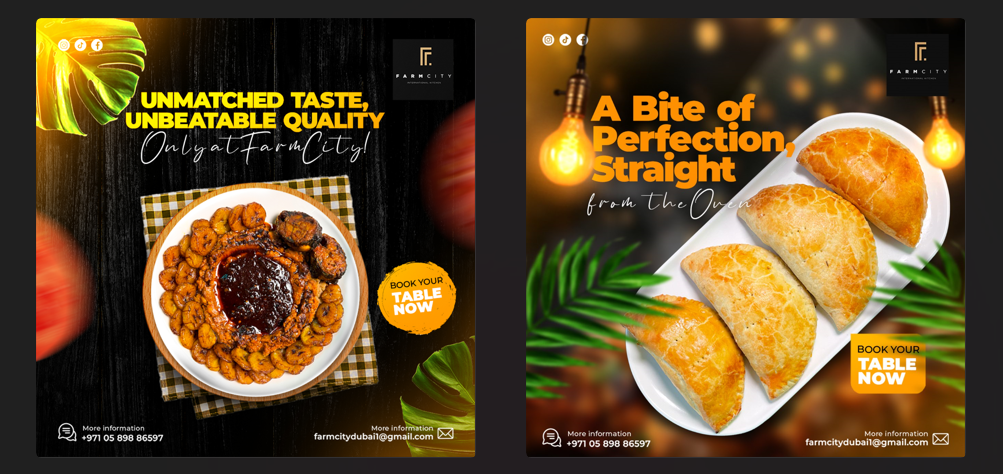 FARMCITY
UNMATCHED TASTE,
UNBEATABLE QUALITY
Only at FarmCity!
BOOK YOUR
TABLE
NOW
More information
+971 05 898 86597
More information
farmcitydubai1@gmail.com
FARMCITY
A Bite of
Perfection,
Straight
from the Oven
BOOK YOUR
TABLE
NOW
More information
+971 05 898 86597
More information
farmcitydubai1@gmail.com